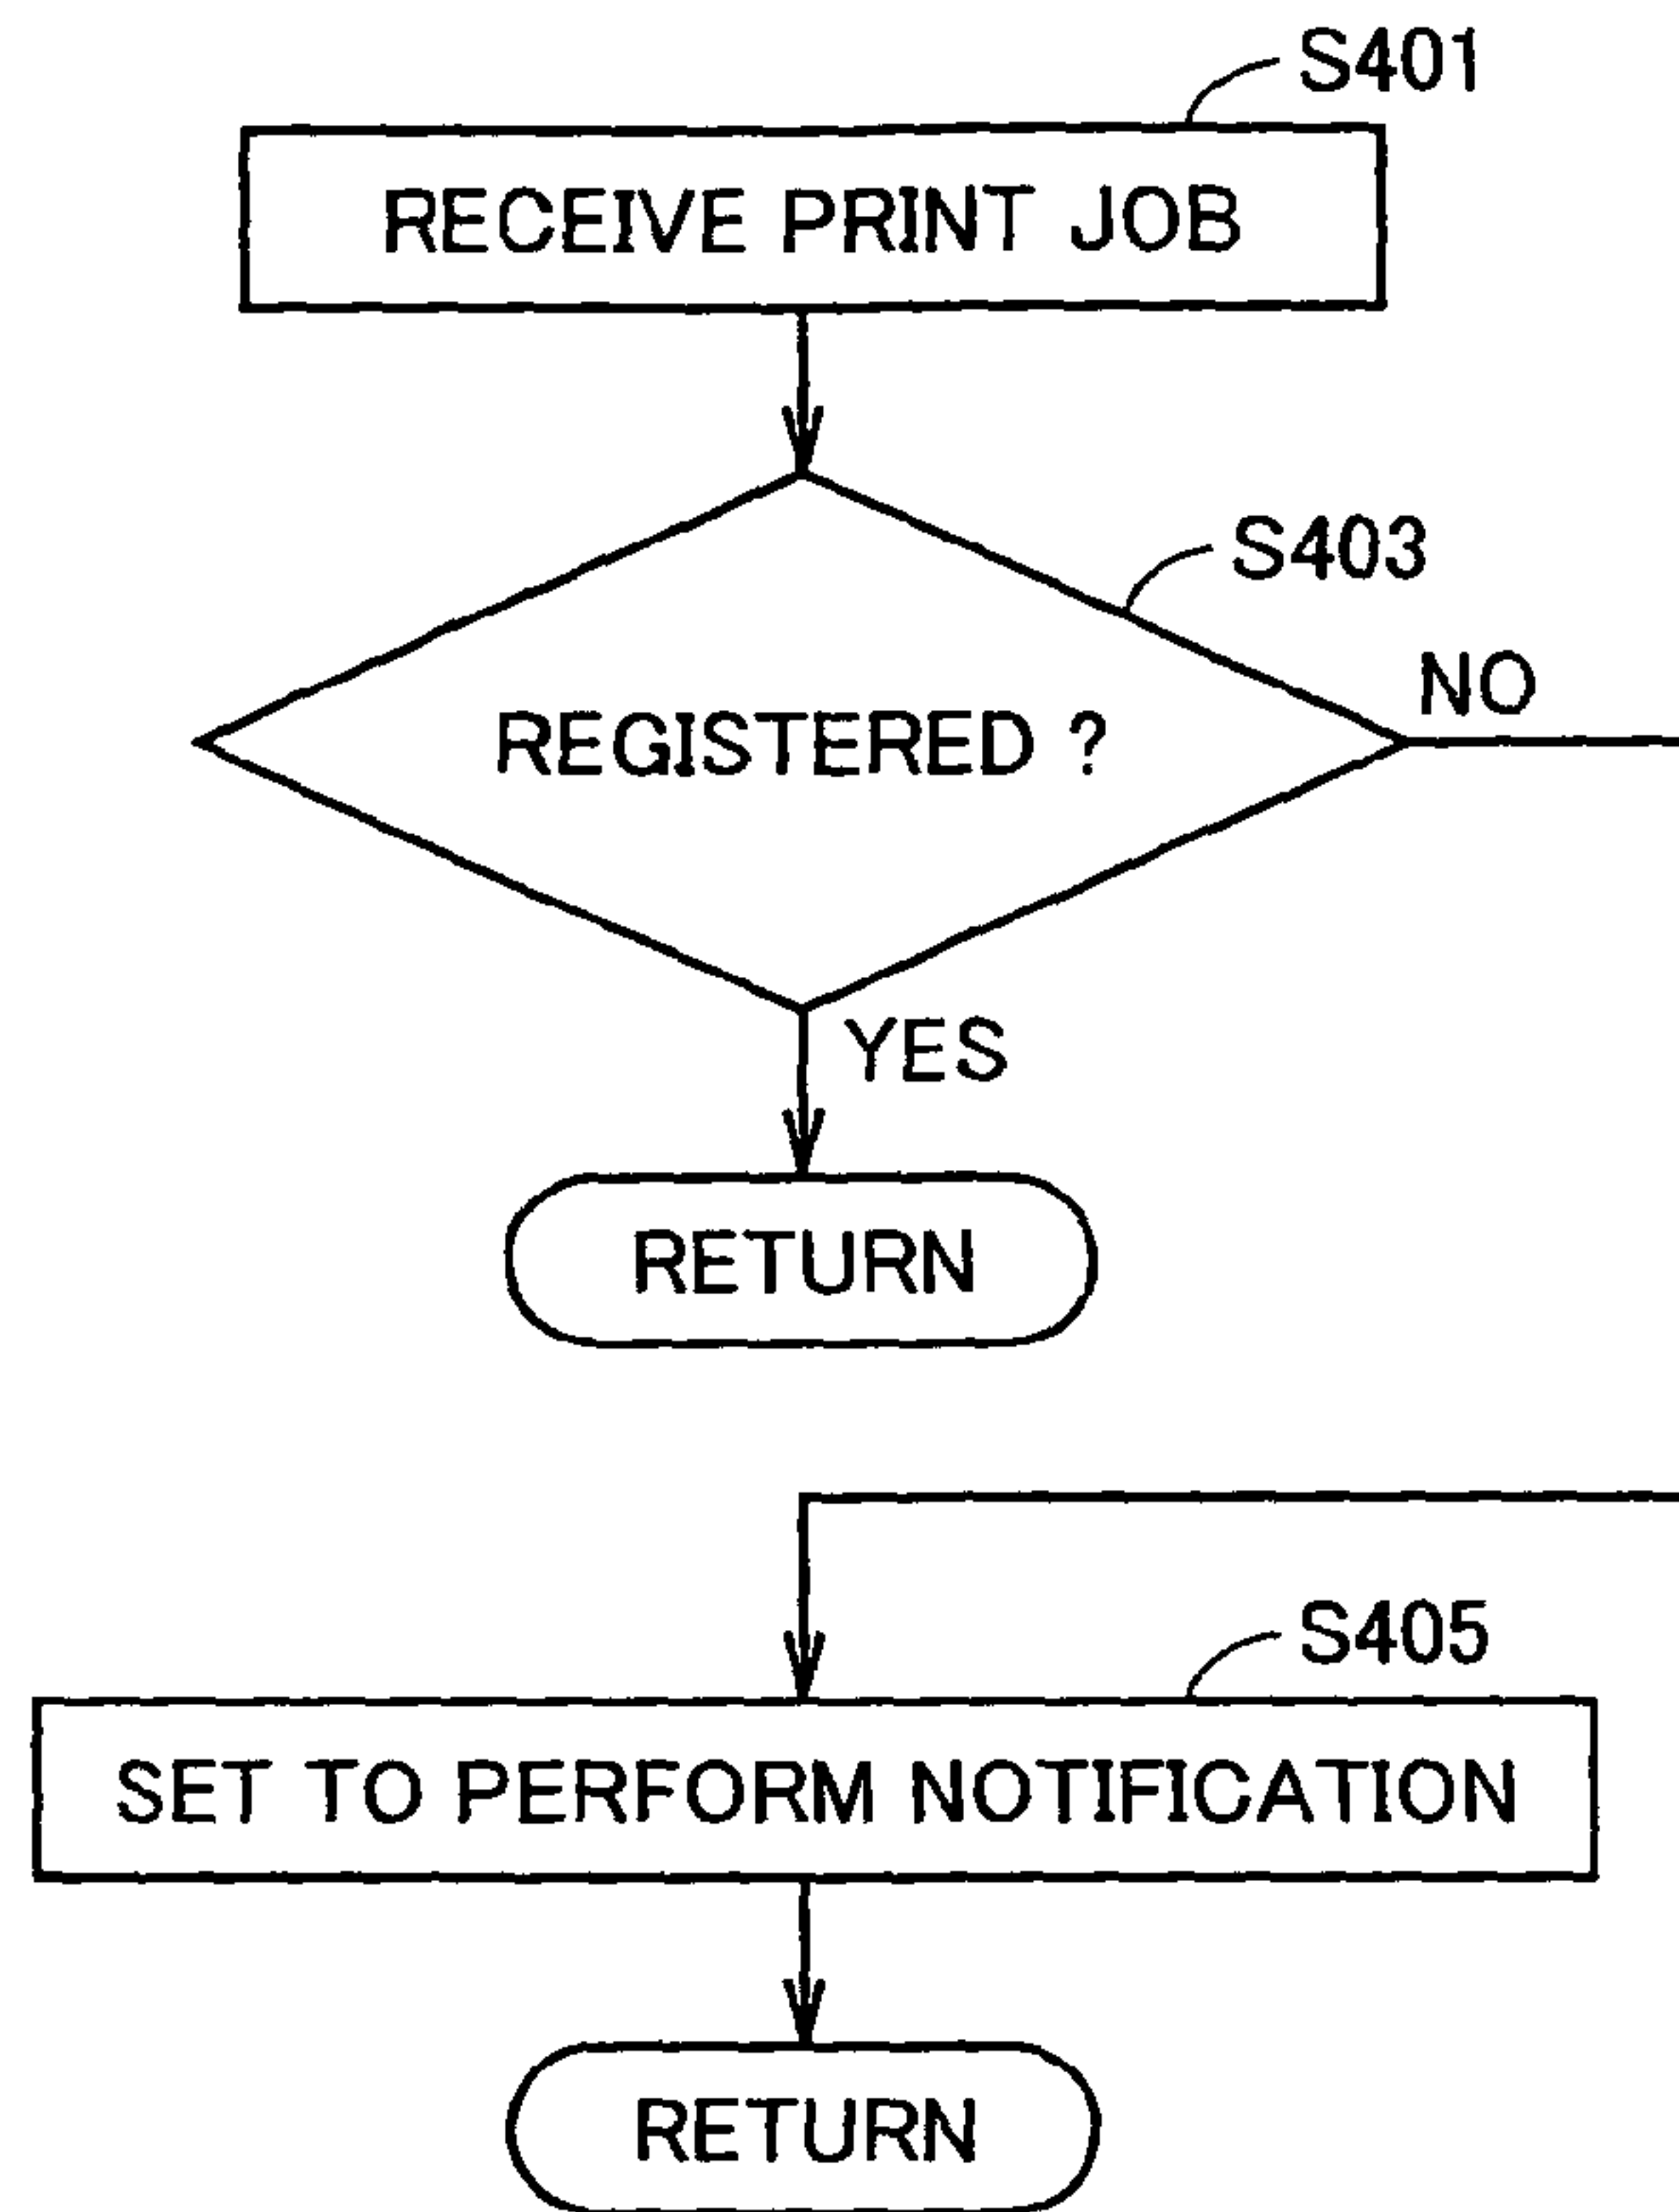 S401
RECEIVE PRINT JOB
S403
NO
REGISTERED ?
YES
RETURN
S405
SET TO PERFORM NOTIFICATION
RETURN